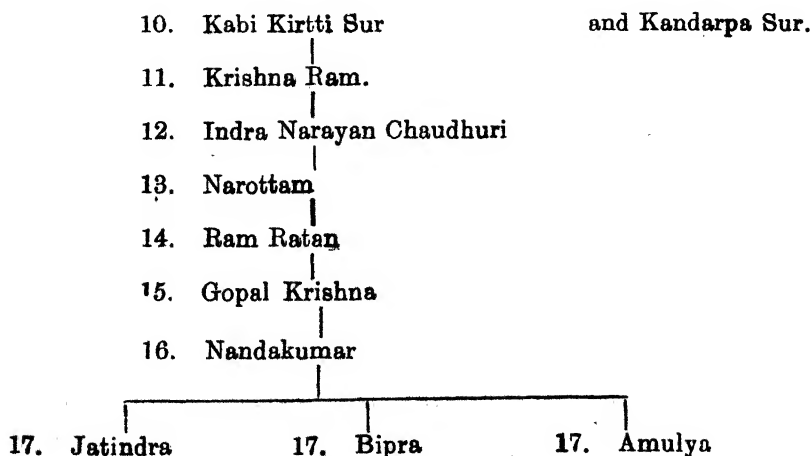 10. Kabi Kirtti Sur and Kandarpa Sur.
11. Krishna Ram.
12. Indra Narayan Chaudhuri
13. Narottam
14. Ram Ratan
15. Gopal Krishna
16. Nandakumar
17. Jatindra 17. Bipra 17. Amulya